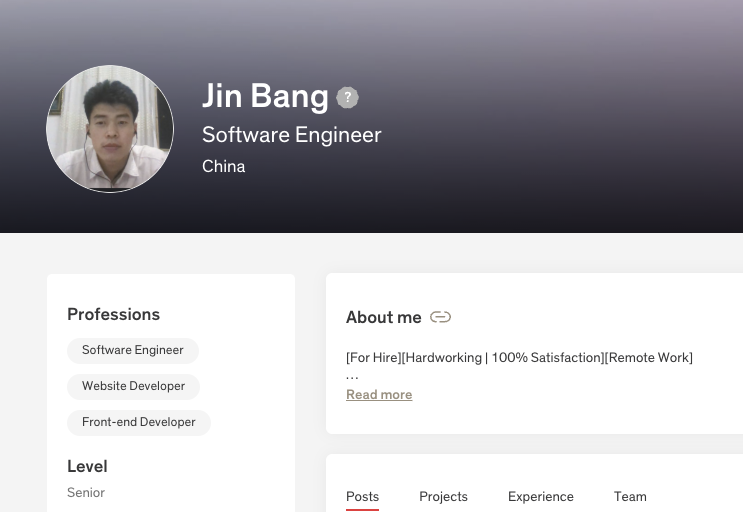 Jin Bang ?
Software Engineer
China
Professions
Software Engineer
Website Developer
Front-end Developer
Level
Senior
About me
[For Hire][Hardworking | 100% Satisfaction][Remote Work]
...
Read more
Posts Projects Experience Team